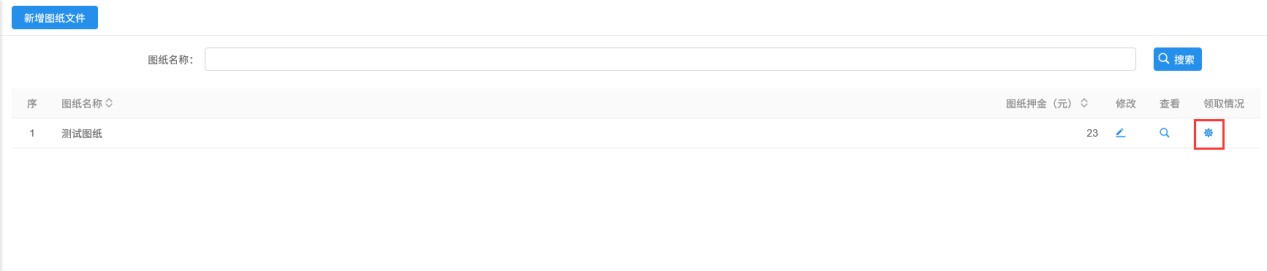 新增图纸文件
图纸名称：
搜索
序 图纸名称 图纸押金（元） 修改 查看 领取情况
1 测试图纸 23